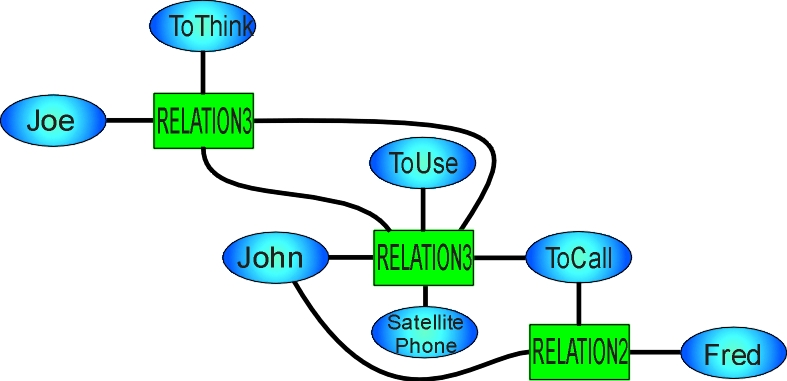 ToThink
Joe
RELATION3
ToUse
John
RELATION3
ToCall
Satellite
Phone
RELATION2
Fred